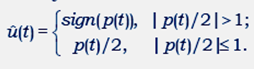 û(t) = { sign(p(t)), | p(t)/2| >1;
p(t)/2, | p(t)/2| ≤ 1.